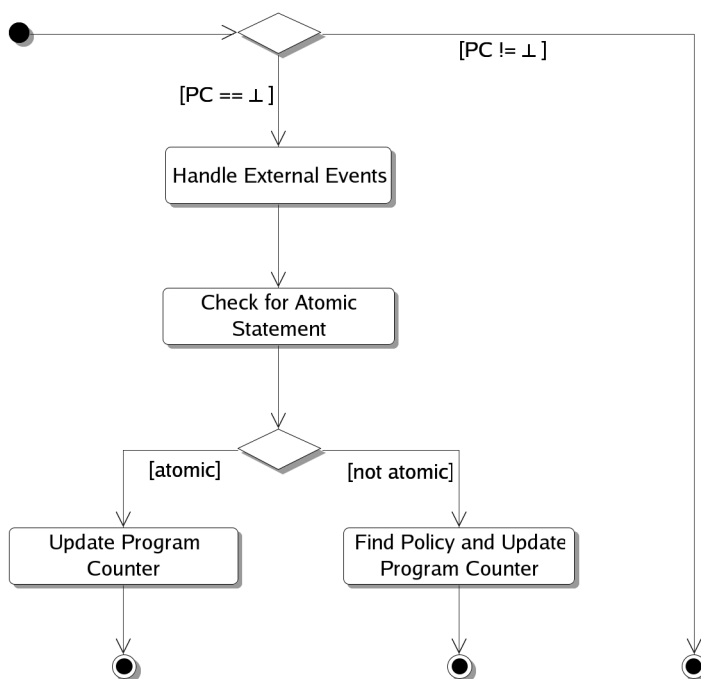 [PC != ⊥ ]
[PC == ⊥ ]
Handle External Events
Check for Atomic
Statement
[atomic]
[not atomic]
Update Program
Counter
Find Policy and Update
Program Counter